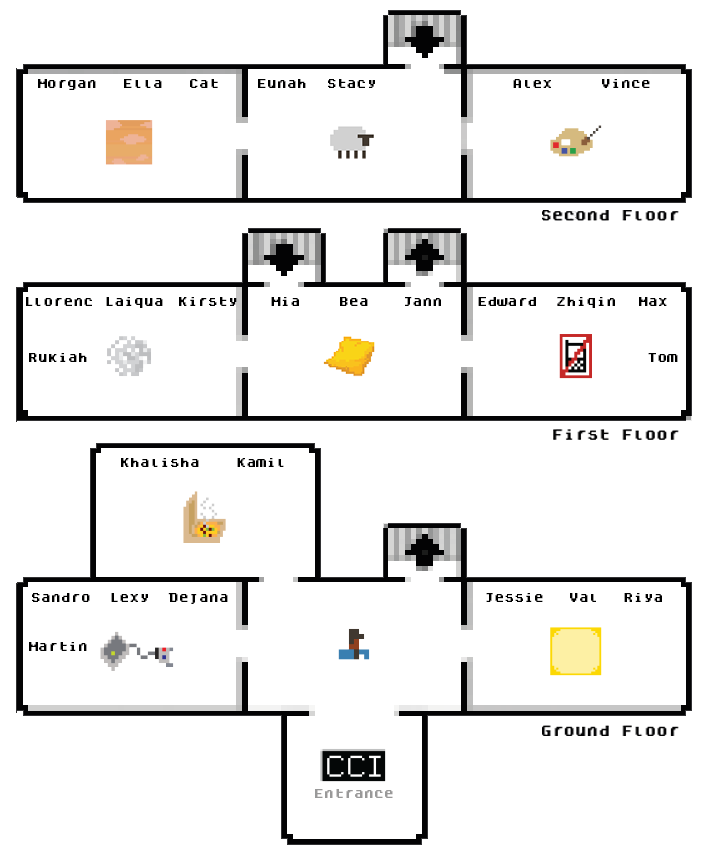 Morgan Ella Cat Eunah Stacy Alex Vince
Second Floor
Llorenc Laiqua Kirsty Mia Bea Jann Edward Zhiqin Max
Rukiah Tom
First Floor
Khalisha Kamil
Sandro Lexy Dejana Jessie Val Riya
Martin
Ground Floor
CCI
Entrance